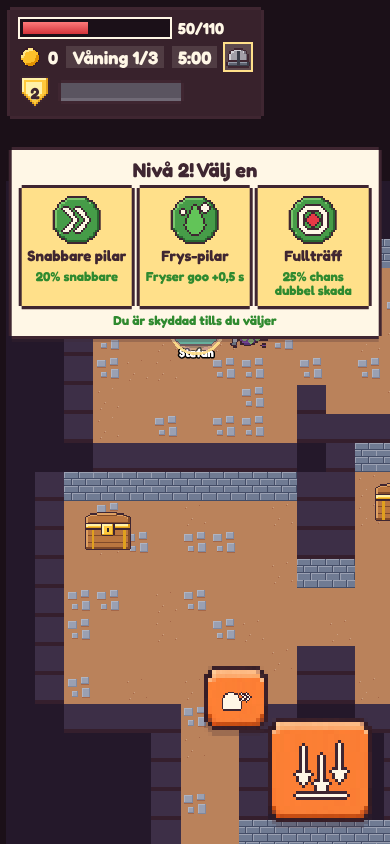 50/110
0 Våning 1/3 5:00
2
Nivå 2! Välj en
Snabbare pilar
20% snabbare
Frys-pilar
Fryser goo +0,5 s
Fullträff
25% chans
dubbel skada
Du är skyddad tills du väljer
Stefan